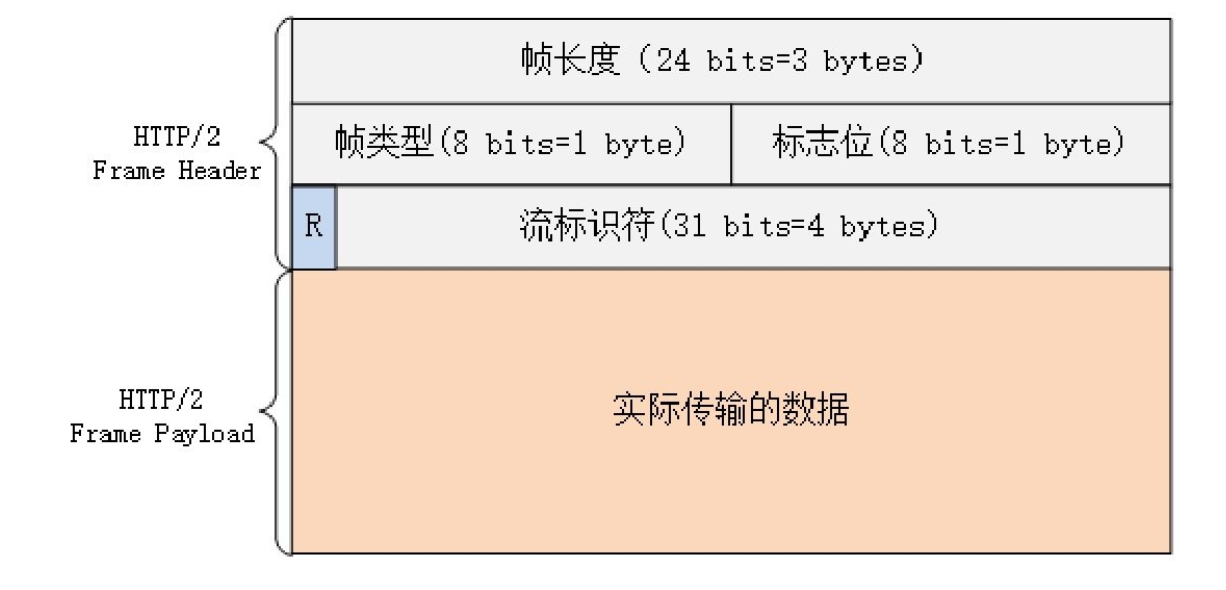 帧长度（24 bits=3 bytes）
HTTP/2
Frame Header
帧类型(8 bits=1 byte)
标志位(8 bits=1 byte)
R
流标识符(31 bits=4 bytes)
HTTP/2
Frame Payload
实际传输的数据